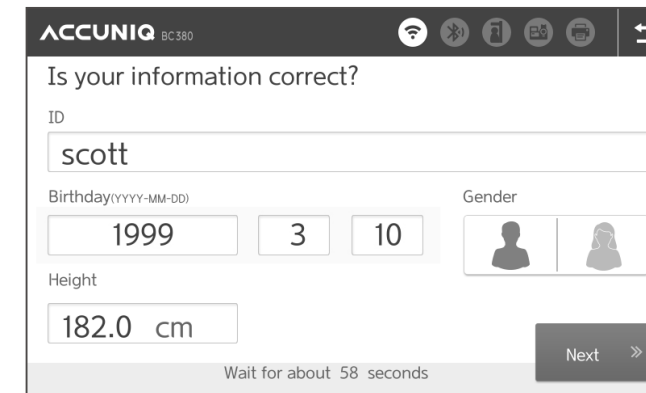 ACCUNIQ BC380
Is your information correct?
ID
scott
Birthday(YYYY-MM-DD)
Gender
1999 3 10
Height
182.0 cm
Next
Wait for about 58 seconds